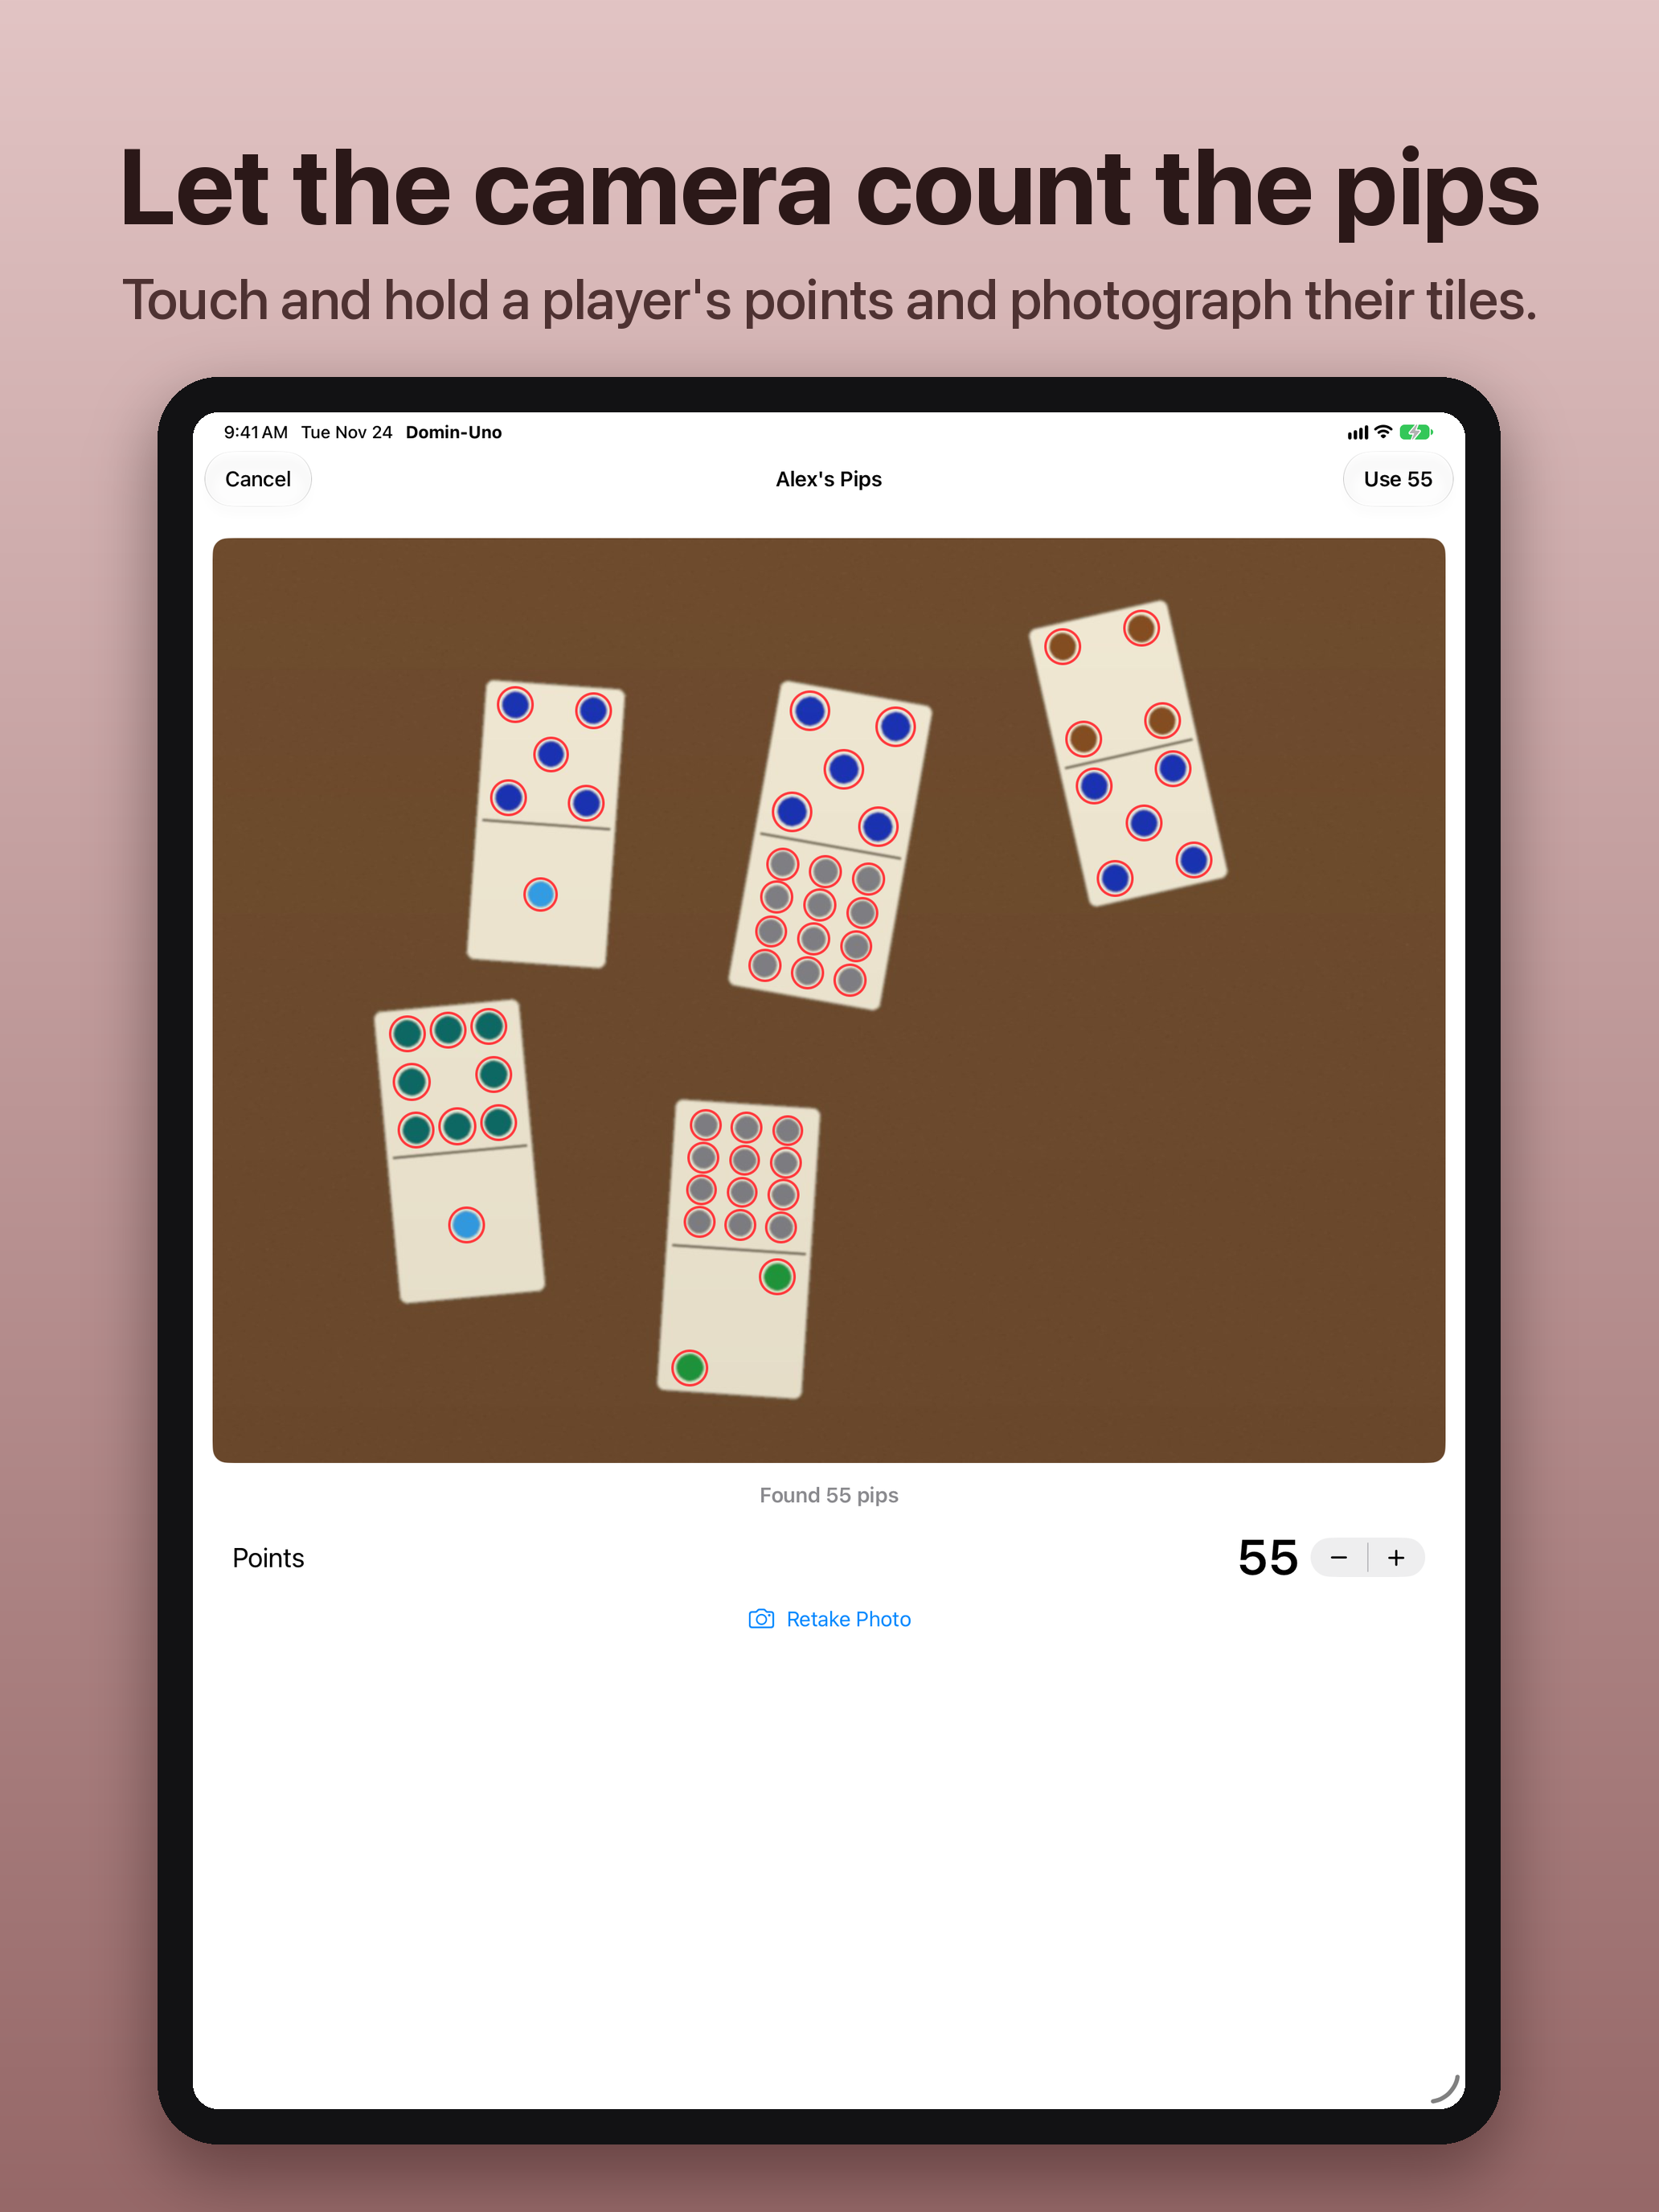 Let the camera count the pips
Touch and hold a player's points and photograph their tiles.
9:41 AM Tue Nov 24 Domin-Uno
Cancel Alex's Pips Use 55
Found 55 pips
Points 55 − +
Retake Photo